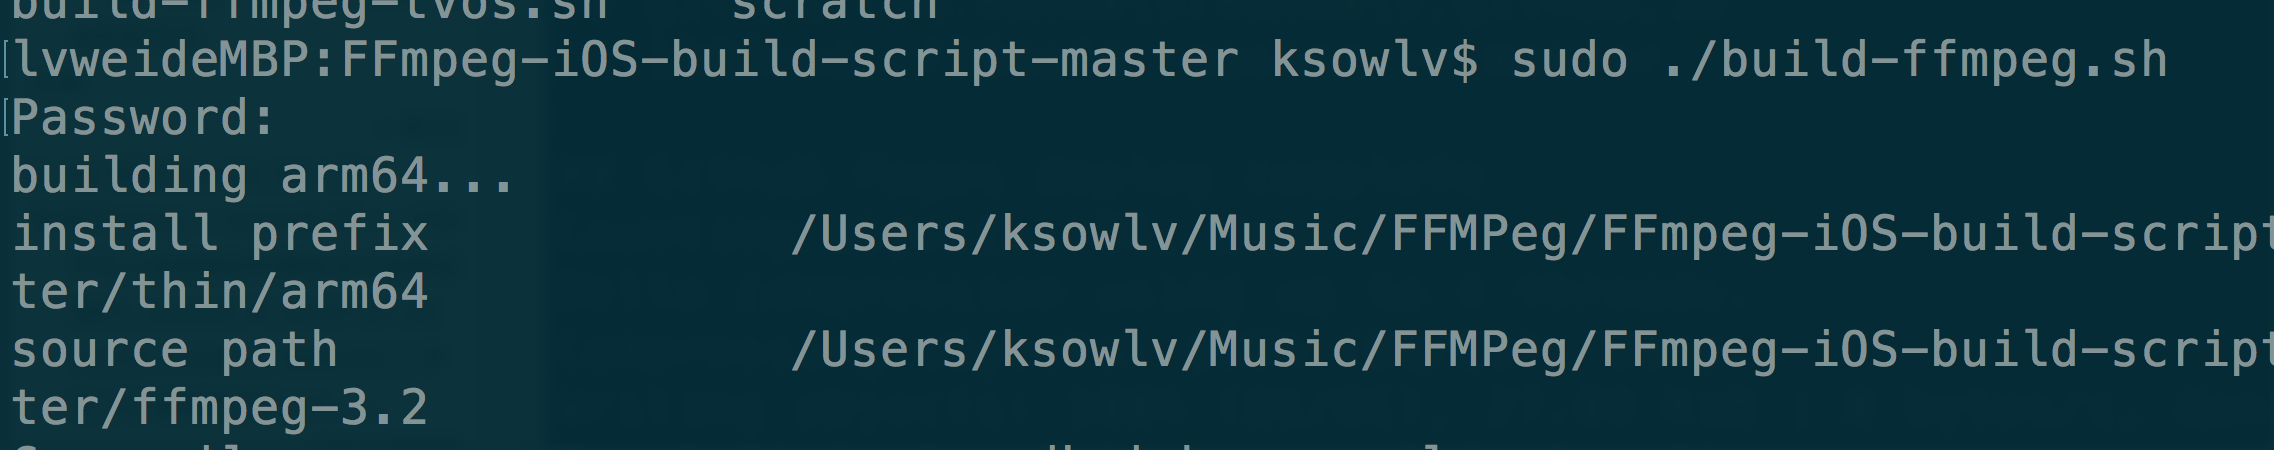 build-ffmpeg-tvos.sh    scratch
lvweideMBP:FFmpeg-iOS-build-script-master ksowlv$ sudo ./build-ffmpeg.sh
Password:
building arm64...
install prefix            /Users/ksowlv/Music/FFMPeg/FFmpeg-iOS-build-script
ter/thin/arm64
source path               /Users/ksowlv/Music/FFMPeg/FFmpeg-iOS-build-script
ter/ffmpeg-3.2